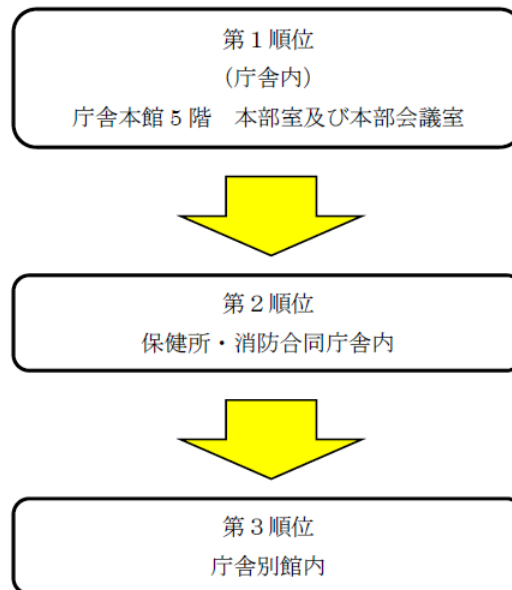 第１順位
（庁舎内）
庁舎本館５階　本部室及び本部会議室
第２順位
保健所・消防合同庁舎内
第３順位
庁舎別館内